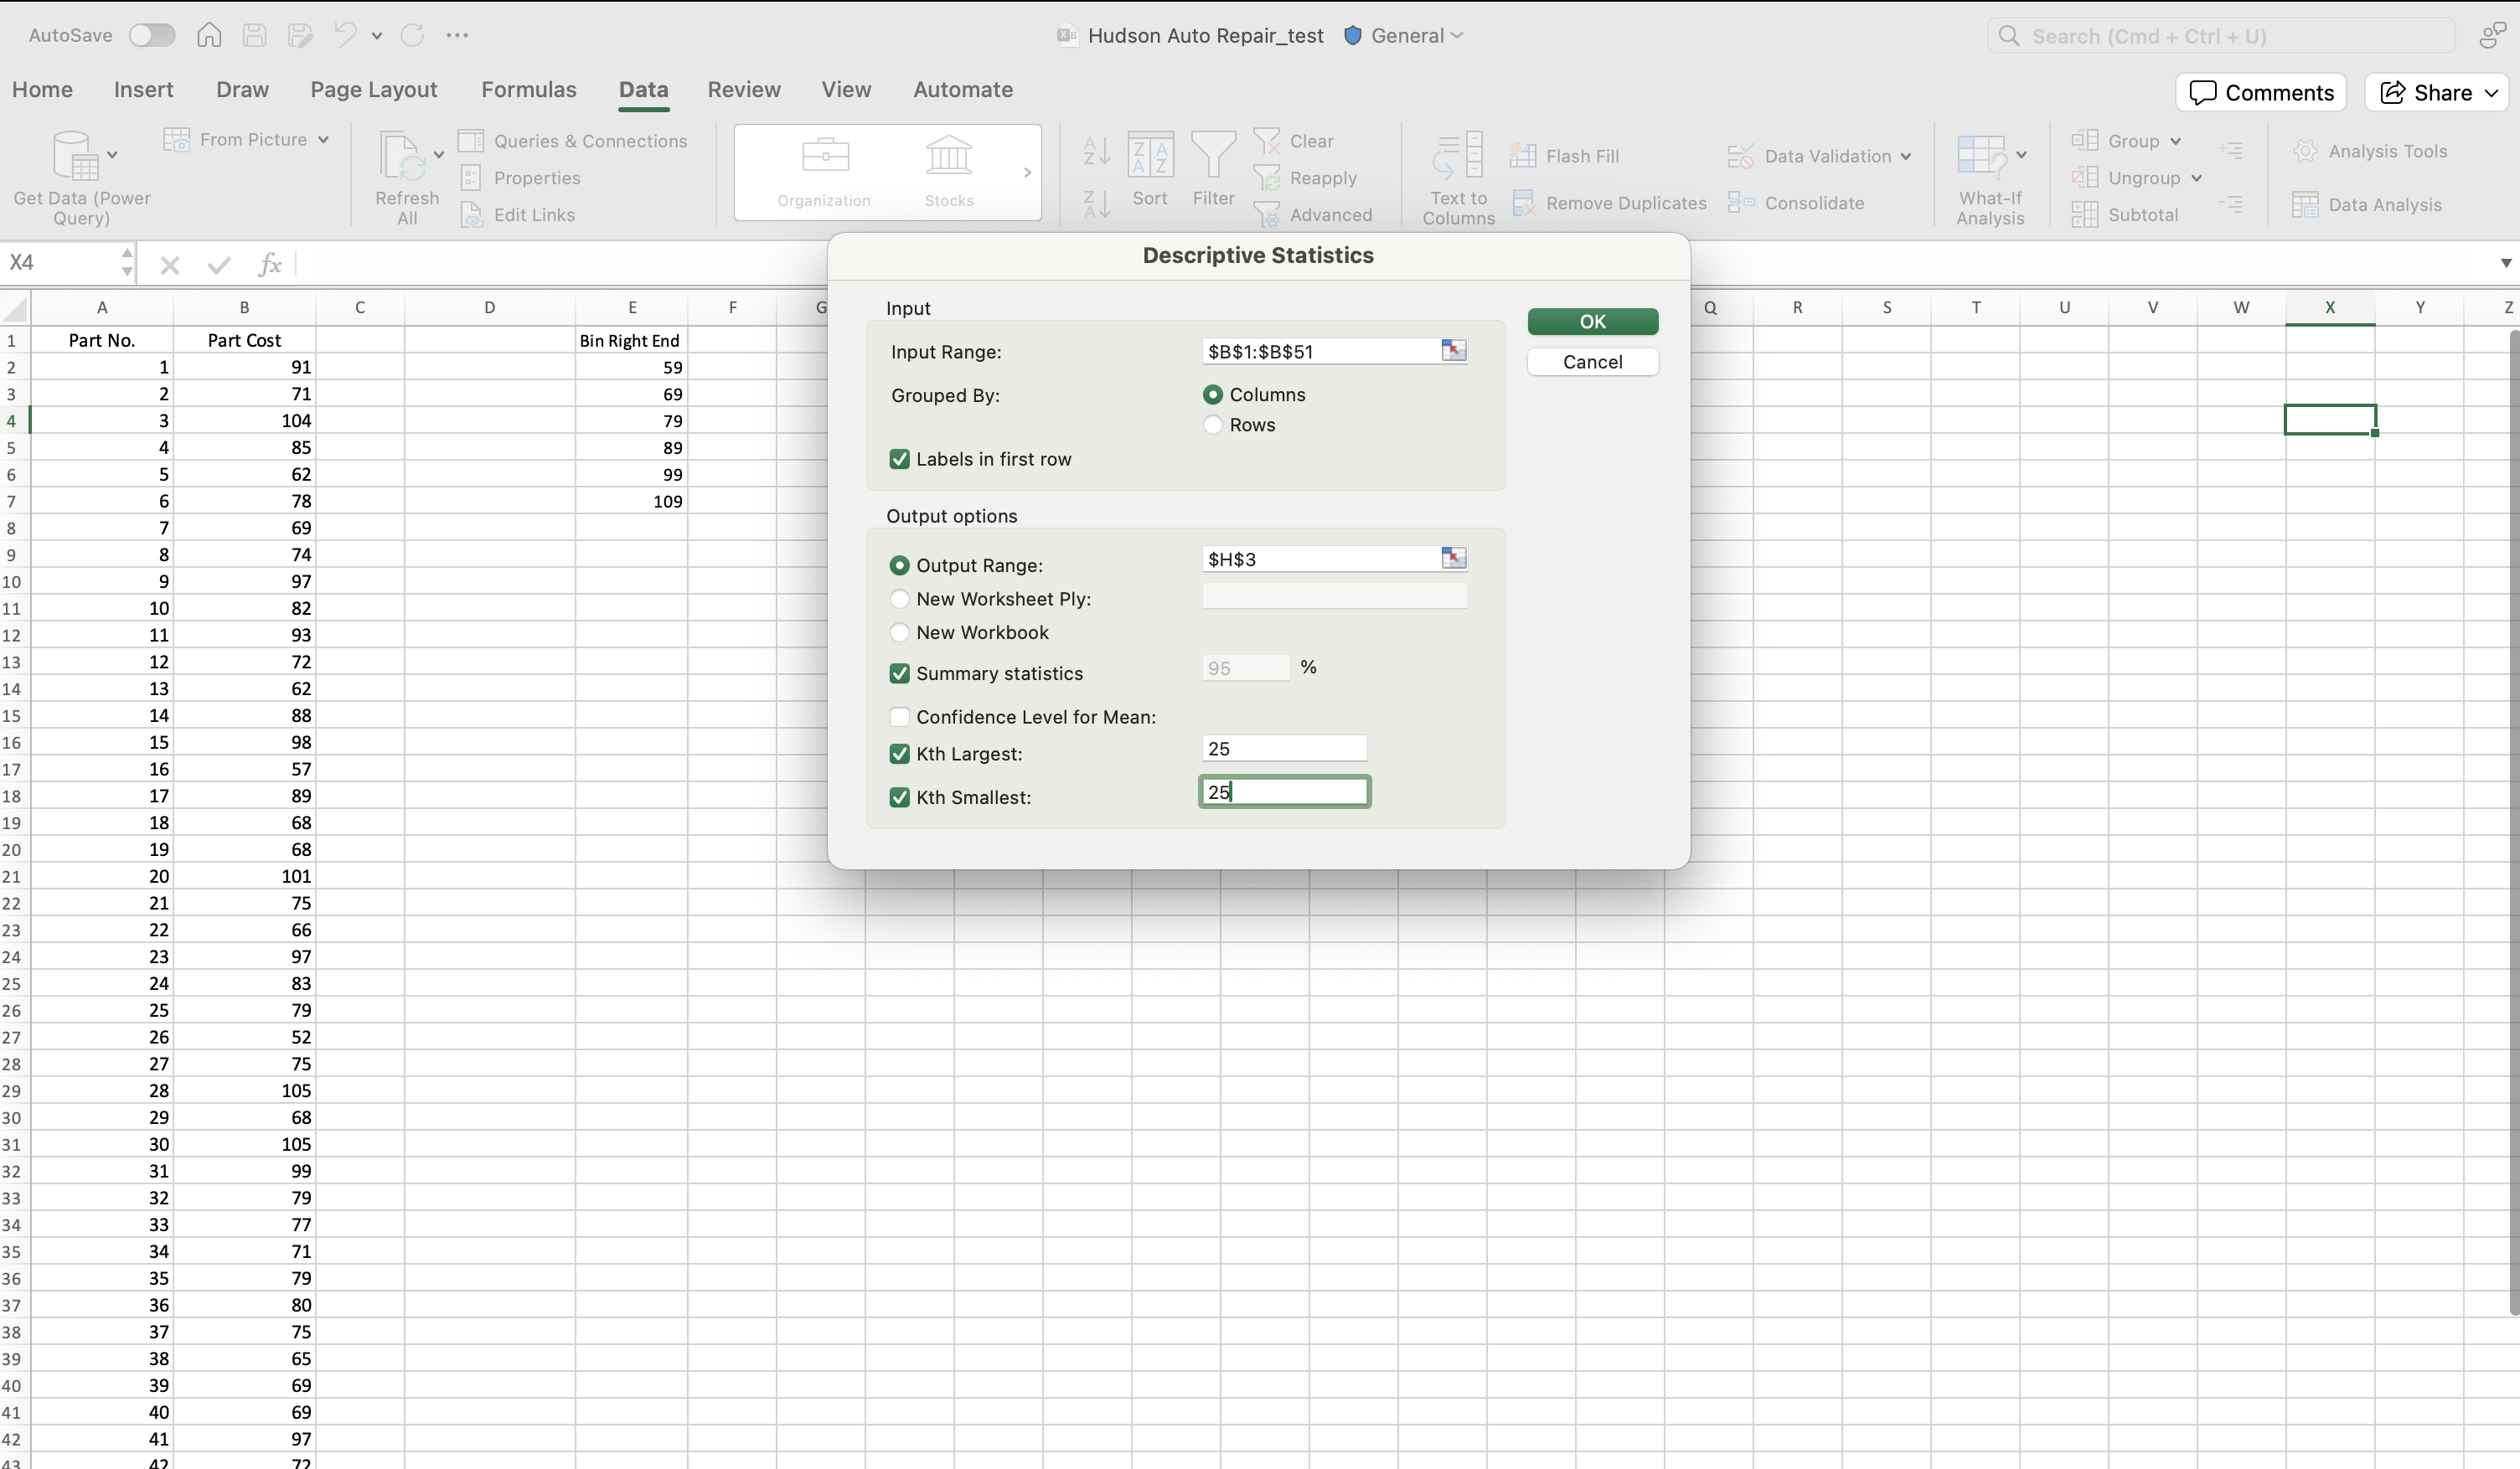 AutoSave
Hudson Auto Repair_test General
Search (Cmd + Ctrl + U)
Home Insert Draw Page Layout Formulas Data Review View Automate Comments Share
Get Data (Power Query)
From Picture
Refresh All
Queries & Connections
Properties
Edit Links
Organization
Stocks
Sort
Filter
Clear
Reapply
Advanced
Text to Columns
Flash Fill
Remove Duplicates
Data Validation
Consolidate
What-If Analysis
Group
Ungroup
Subtotal
Analysis Tools
Data Analysis
X4 fx
Descriptive Statistics
Input
Input Range: $B$1:$B$51
Grouped By: Columns
Rows
Labels in first row
OK
Cancel
Output options
Output Range: $H$3
New Worksheet Ply:
New Workbook
Summary statistics 95 %
Confidence Level for Mean:
Kth Largest: 25
Kth Smallest: 25
A B C D E F G Q R S T U V W X Y Z
1 Part No. Part Cost Bin Right End
2 1 91 59
3 2 71 69
4 3 104 79
5 4 85 89
6 5 62 99
7 6 78 109
8 7 69
9 8 74
10 9 97
11 10 82
12 11 93
13 12 72
14 13 62
15 14 88
16 15 98
17 16 57
18 17 89
19 18 68
20 19 68
21 20 101
22 21 75
23 22 66
24 23 97
25 24 83
26 25 79
27 26 52
28 27 75
29 28 105
30 29 68
31 30 105
32 31 99
33 32 79
34 33 77
35 34 71
36 35 79
37 36 80
38 37 75
39 38 65
40 39 69
41 40 69
42 41 97
43 42 72